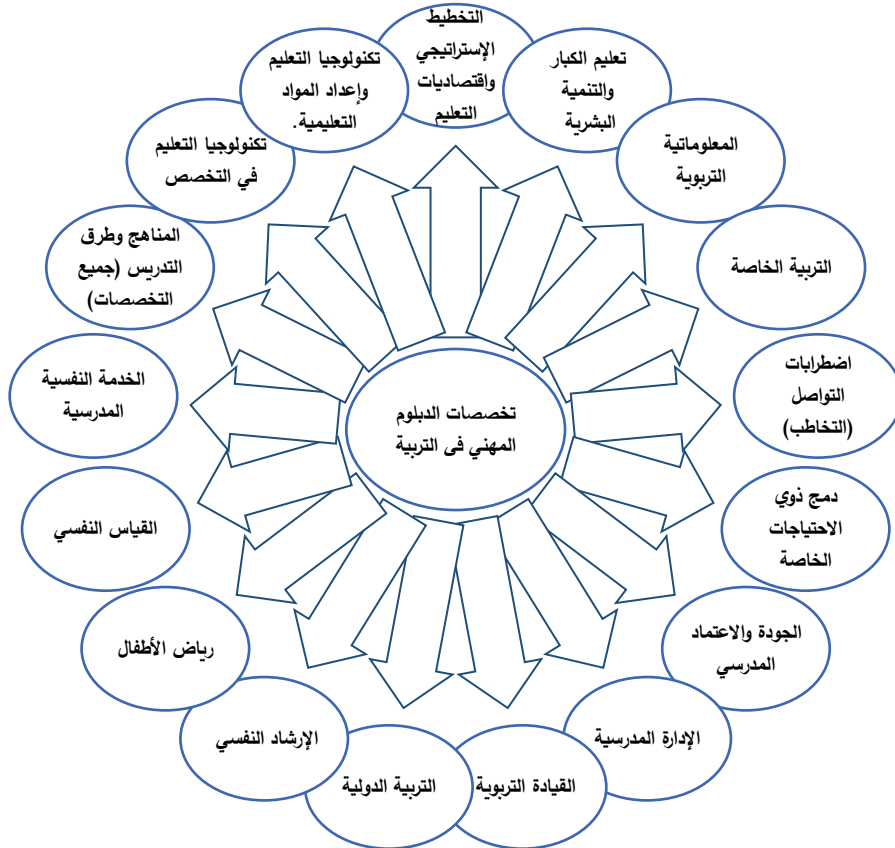 تخصصات الدبلوم
المهني فى التربية
التخطيط
الإستراتيجي
واقتصاديات
التعليم
تعليم الكبار
والتنمية
البشرية
المعلوماتية
التربوية
التربية الخاصة
اضطرابات
التواصل
(التخاطب)
دمج ذوي
الاحتياجات
الخاصة
الجودة والاعتماد
المدرسي
الإدارة المدرسية
القيادة التربوية
التربية الدولية
الإرشاد النفسي
رياض الأطفال
القياس النفسي
الخدمة النفسية
المدرسية
المناهج وطرق
التدريس (جميع
التخصصات)
تكنولوجيا التعليم
في التخصص
تكنولوجيا التعليم
وإعداد المواد
التعليمية.